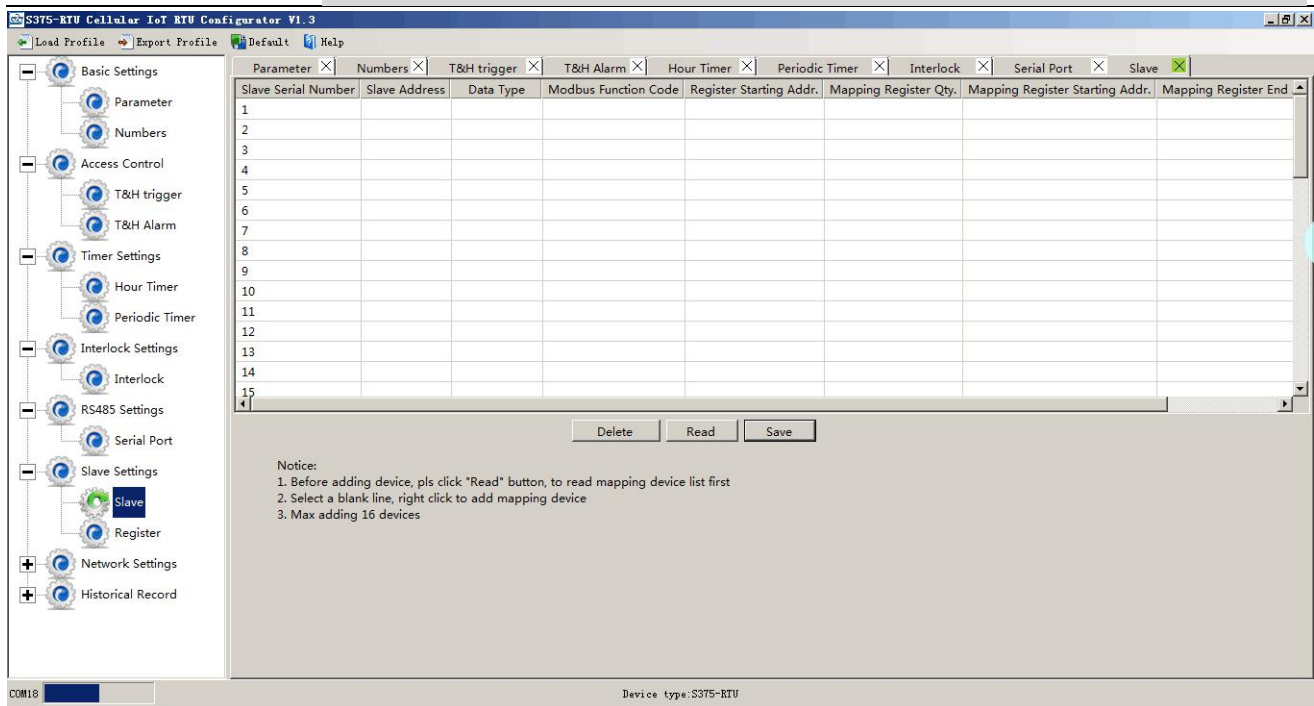 S375-RTU Cellular IoT RTU Configurator V1.3
Load Profile Export Profile Default Help
Basic Settings
Parameter
Numbers
Access Control
T&H trigger
T&H Alarm
Timer Settings
Hour Timer
Periodic Timer
Interlock Settings
Interlock
RS485 Settings
Serial Port
Slave Settings
Slave
Register
Network Settings
Historical Record
Parameter Numbers T&H trigger T&H Alarm Hour Timer Periodic Timer Interlock Serial Port Slave
Slave Serial Number Slave Address Data Type Modbus Function Code Register Starting Addr. Mapping Register Qty. Mapping Register Starting Addr. Mapping Register End
1
2
3
4
5
6
7
8
9
10
11
12
13
14
15
Delete Read Save
Notice:
1. Before adding device, pls click "Read" button, to read mapping device list first
2. Select a blank line, right click to add mapping device
3. Max adding 16 devices
COM18 Device type:S375-RTU